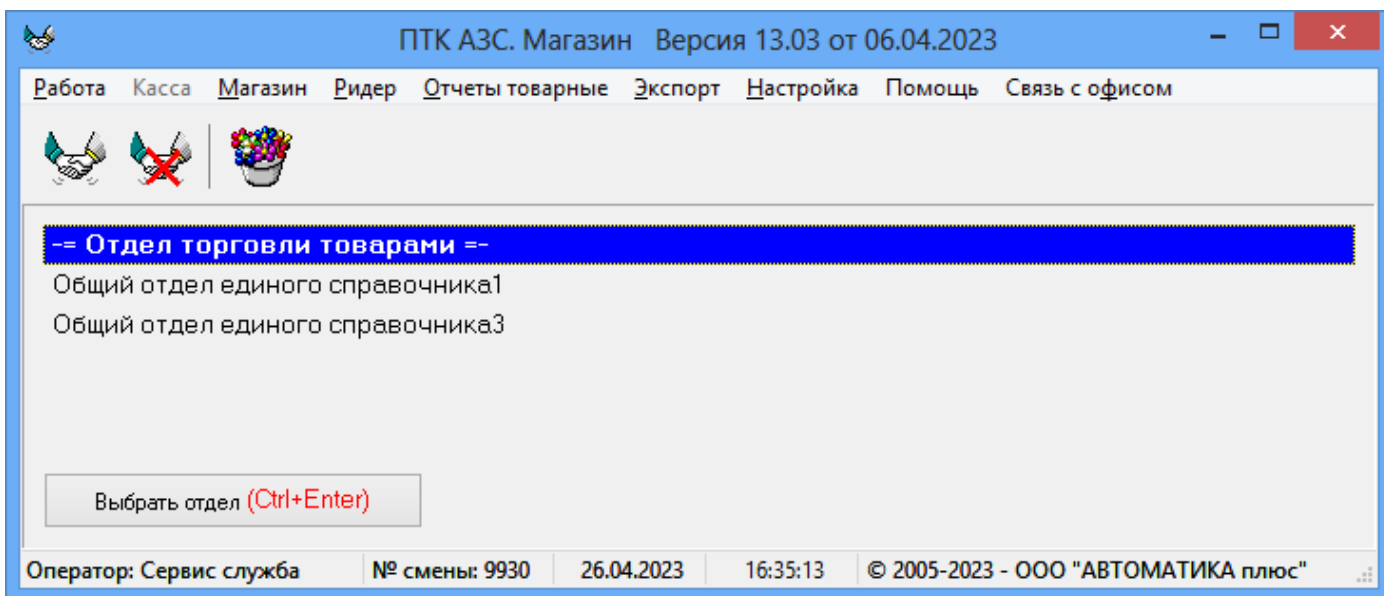 ПТК АЗС. Магазин Версия 13.03 от 06.04.2023
Работа Касса Магазин Ридер Отчеты товарные Экспорт Настройка Помощь Связь с офисом
-= Отдел торговли товарами =-
Общий отдел единого справочника1
Общий отдел единого справочника3
Выбрать отдел (Ctrl+Enter)
Оператор: Сервис служба № смены: 9930 26.04.2023 16:35:13 © 2005-2023 - ООО "АВТОМАТИКА плюс"